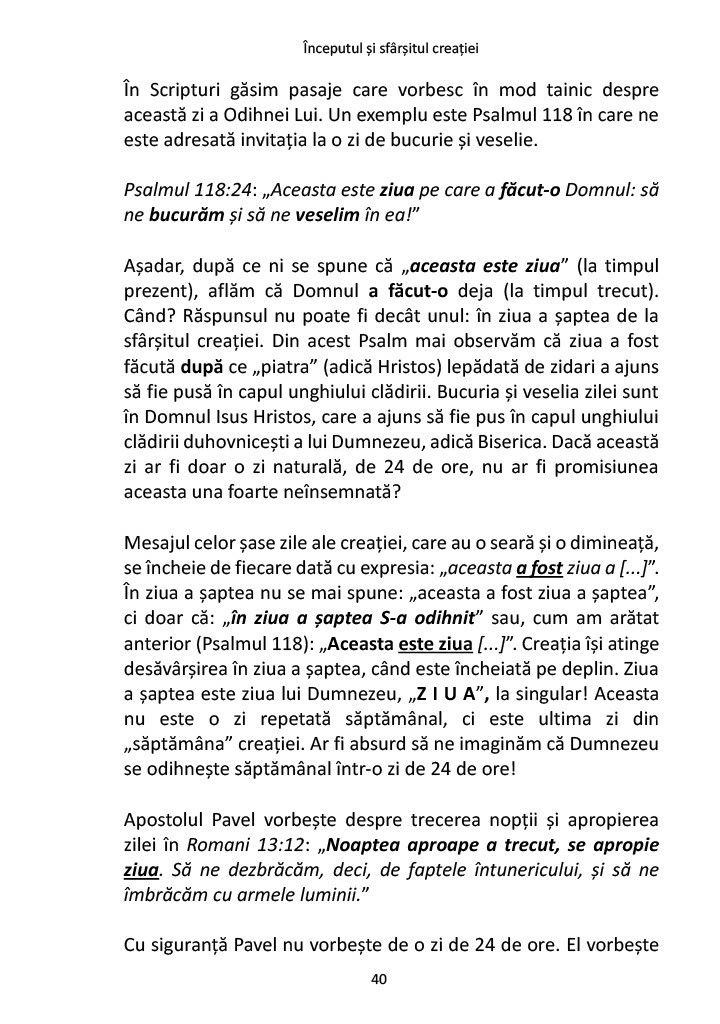 Începutul și sfârșitul creației
În Scripturi găsim pasaje care vorbesc în mod tainic despre
această zi a Odihnei Lui. Un exemplu este Psalmul 118 în care ne
este adresată invitația la o zi de bucurie și veselie.
Psalmul 118:24: „Aceasta este ziua pe care a făcut-o Domnul: să
ne bucurăm și să ne veselim în ea!”
Așadar, după ce ni se spune că „aceasta este ziua” (la timpul
prezent), aflăm că Domnul a făcut-o deja (la timpul trecut).
Când? Răspunsul nu poate fi decât unul: în ziua a șaptea de la
sfârșitul creației. Din acest Psalm mai observăm că ziua a fost
făcută după ce „piatra” (adică Hristos) lepădată de zidari a ajuns
să fie pusă în capul unghiului clădirii. Bucuria și veselia zilei sunt
în Domnul Isus Hristos, care a ajuns să fie pus în capul unghiului
clădirii duhovnicești a lui Dumnezeu, adică Biserica. Dacă această
zi ar fi doar o zi naturală, de 24 de ore, nu ar fi promisiunea
aceasta una foarte neînsemnată?
Mesajul celor șase zile ale creației, care au o seară și o dimineață,
se încheie de fiecare dată cu expresia: „aceasta a fost ziua a [...]”.
În ziua a șaptea nu se mai spune: „aceasta a fost ziua a șaptea”,
ci doar că: „în ziua a șaptea S-a odihnit” sau, cum am arătat
anterior (Psalmul 118): „Aceasta este ziua [...]”. Creația își atinge
desăvârșirea în ziua a șaptea, când este încheiată pe deplin. Ziua
a șaptea este ziua lui Dumnezeu, „Z I U A”, la singular! Aceasta
nu este o zi repetată săptămânal, ci este ultima zi din
„săptămâna” creației. Ar fi absurd să ne imaginăm că Dumnezeu
se odihnește săptămânal într-o zi de 24 de ore!
Apostolul Pavel vorbește despre trecerea nopții și apropierea
zilei în Romani 13:12: „Noaptea aproape a trecut, se apropie
ziua. Să ne dezbrăcăm, deci, de faptele întunericului, și să ne
îmbrăcăm cu armele luminii.”
Cu siguranță Pavel nu vorbește de o zi de 24 de ore. El vorbește
40